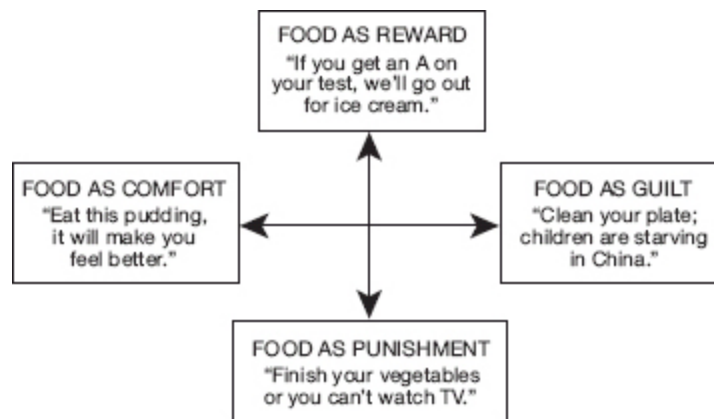 FOOD AS REWARD
“If you get an A on
your test, we’ll go out
for ice cream.”
FOOD AS COMFORT
“Eat this pudding,
it will make you
feel better.”
FOOD AS GUILT
“Clean your plate;
children are starving
in China.”
FOOD AS PUNISHMENT
“Finish your vegetables
or you can’t watch TV.”